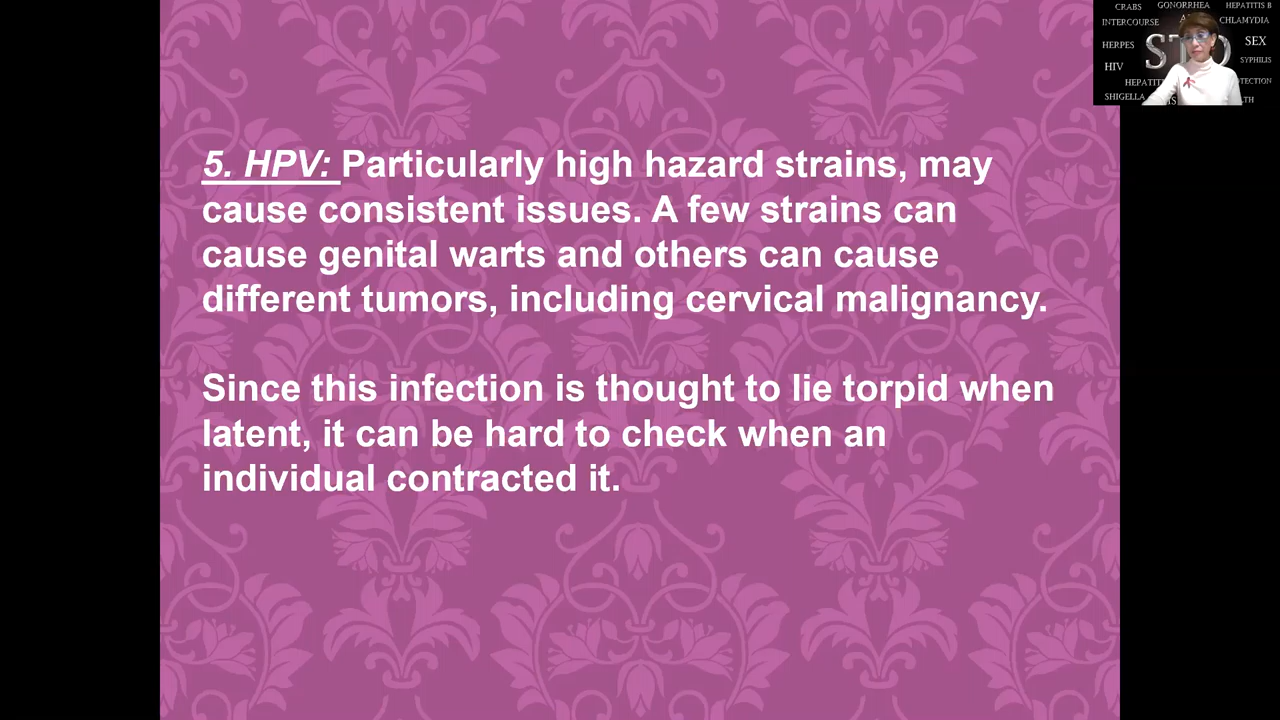 5. HPV: Particularly high hazard strains, may
cause consistent issues. A few strains can
cause genital warts and others can cause
different tumors, including cervical malignancy.
Since this infection is thought to lie torpid when
latent, it can be hard to check when an
individual contracted it.
CRABS GONORRHEA HEPATITIS B
INTERCOURSE CHLAMYDIA
HERPES SEX
HIV SYPHILIS
SHIGELLA